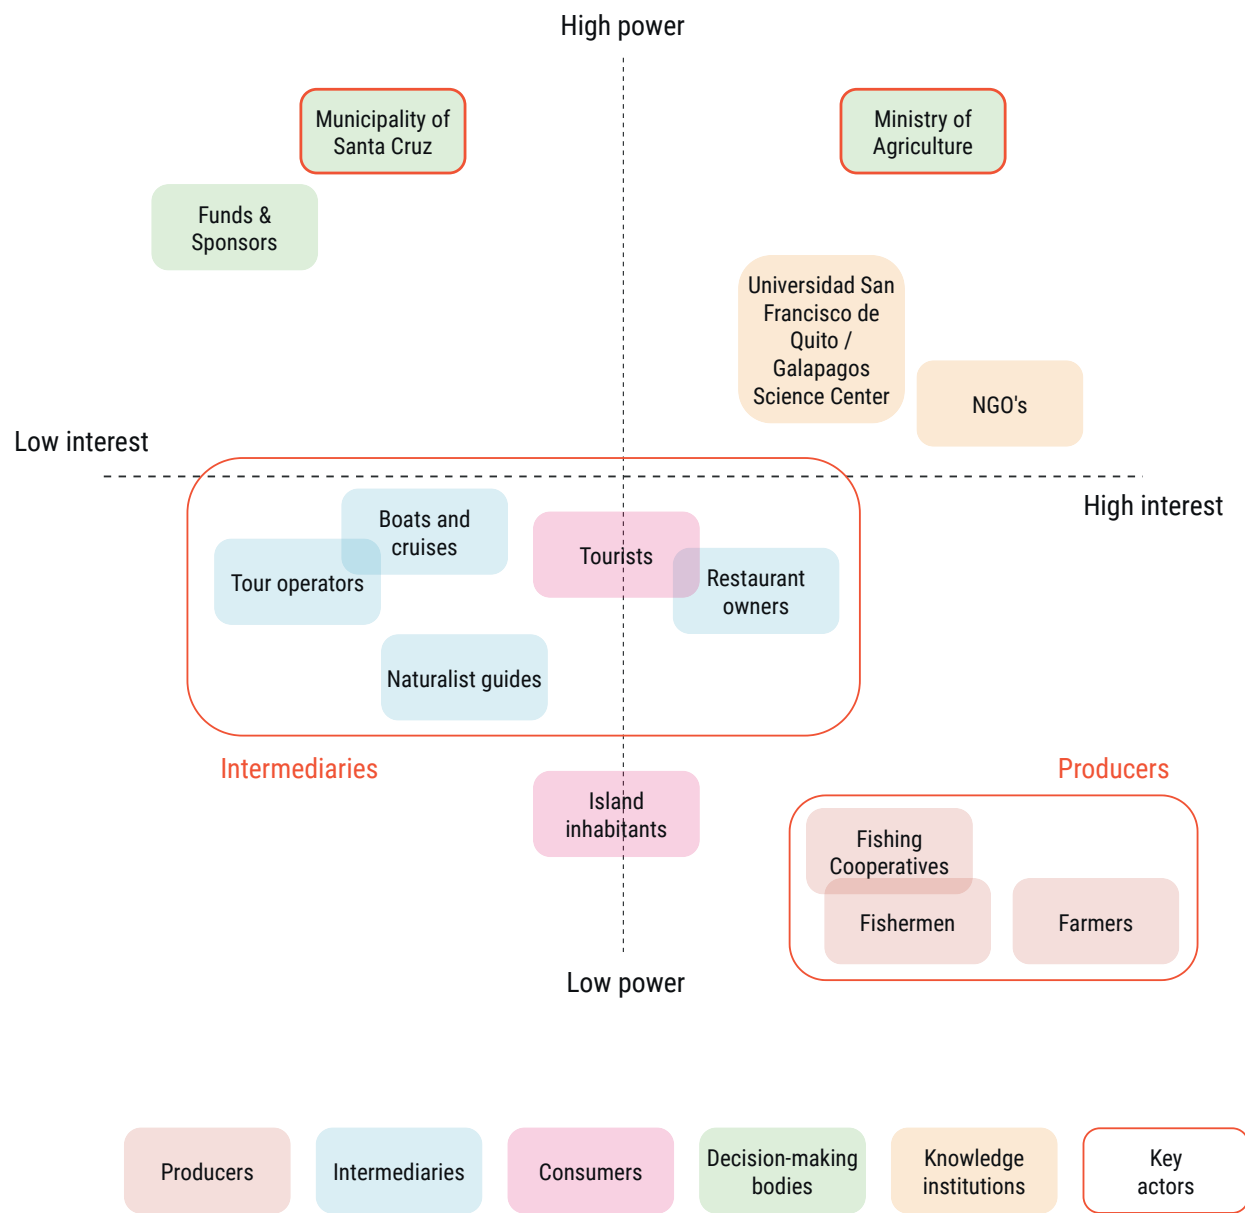 High power
Municipality of
Santa Cruz
Ministry of
Agriculture
Funds &
Sponsors
Universidad San
Francisco de
Quito /
Galapagos
Science Center
NGO's
Low interest
High interest
Boats and
cruises
Tourists
Tour operators
Restaurant
owners
Naturalist guides
Intermediaries
Producers
Island
inhabitants
Fishing
Cooperatives
Fishermen
Farmers
Low power
Producers
Intermediaries
Consumers
Decision-making
bodies
Knowledge
institutions
Key
actors